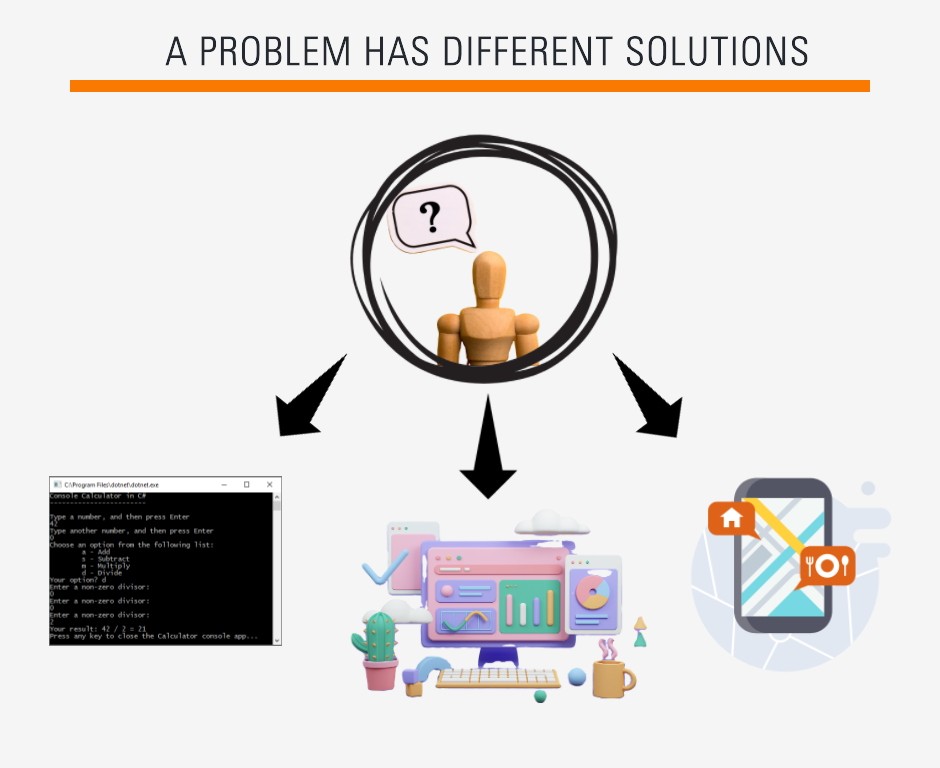 A PROBLEM HAS DIFFERENT SOLUTIONS
?
C:\Program Files\dotnet\dotnet.exe
Console Calculator in C#
------------------------
Type a number, and then press Enter
42
Type another number, and then press Enter
0
Choose an option from the following list:
a - Add
s - Subtract
m - Multiply
d - Divide
Your option? d
Enter a non-zero divisor:
0
Enter a non-zero divisor:
0
Enter a non-zero divisor:
2
Your result: 42 / 2 = 21
Press any key to close the Calculator console app...